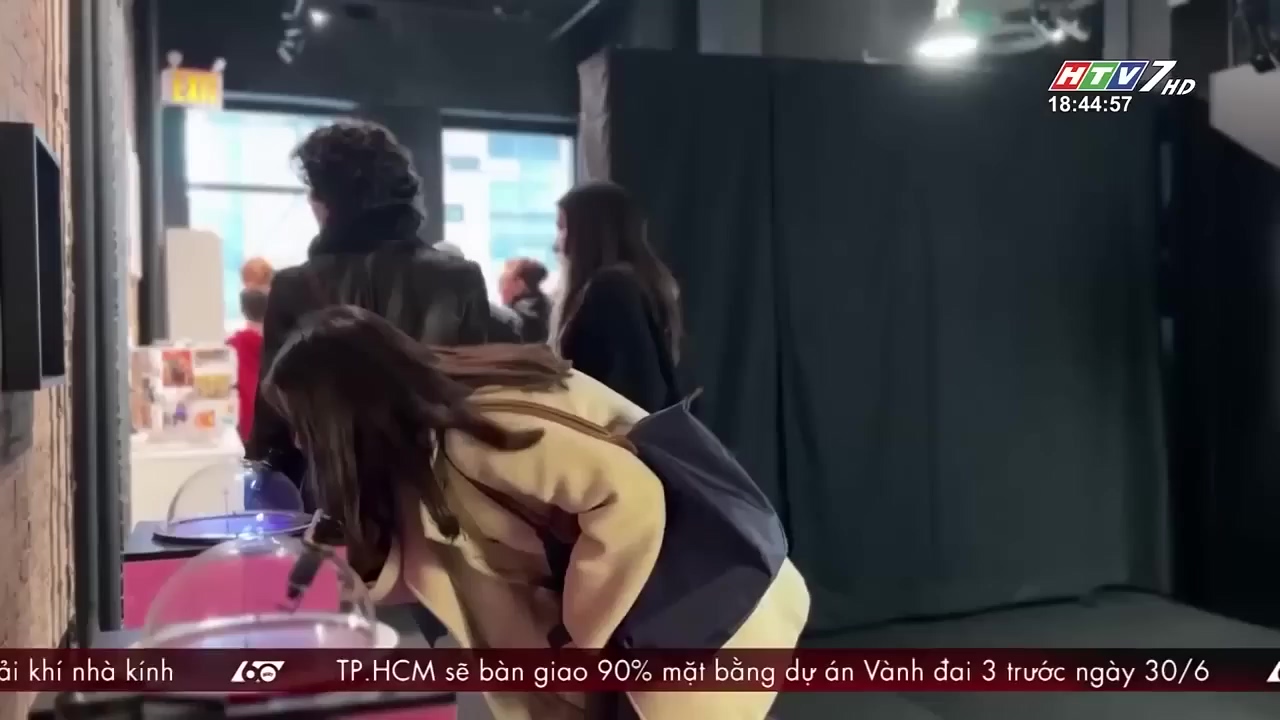 EXIT
HTV7 HD
18:44:57
ải khí nhà kính 60 TP.HCM sẽ bàn giao 90% mặt bằng dự án Vành đai 3 trước ngày 30/6